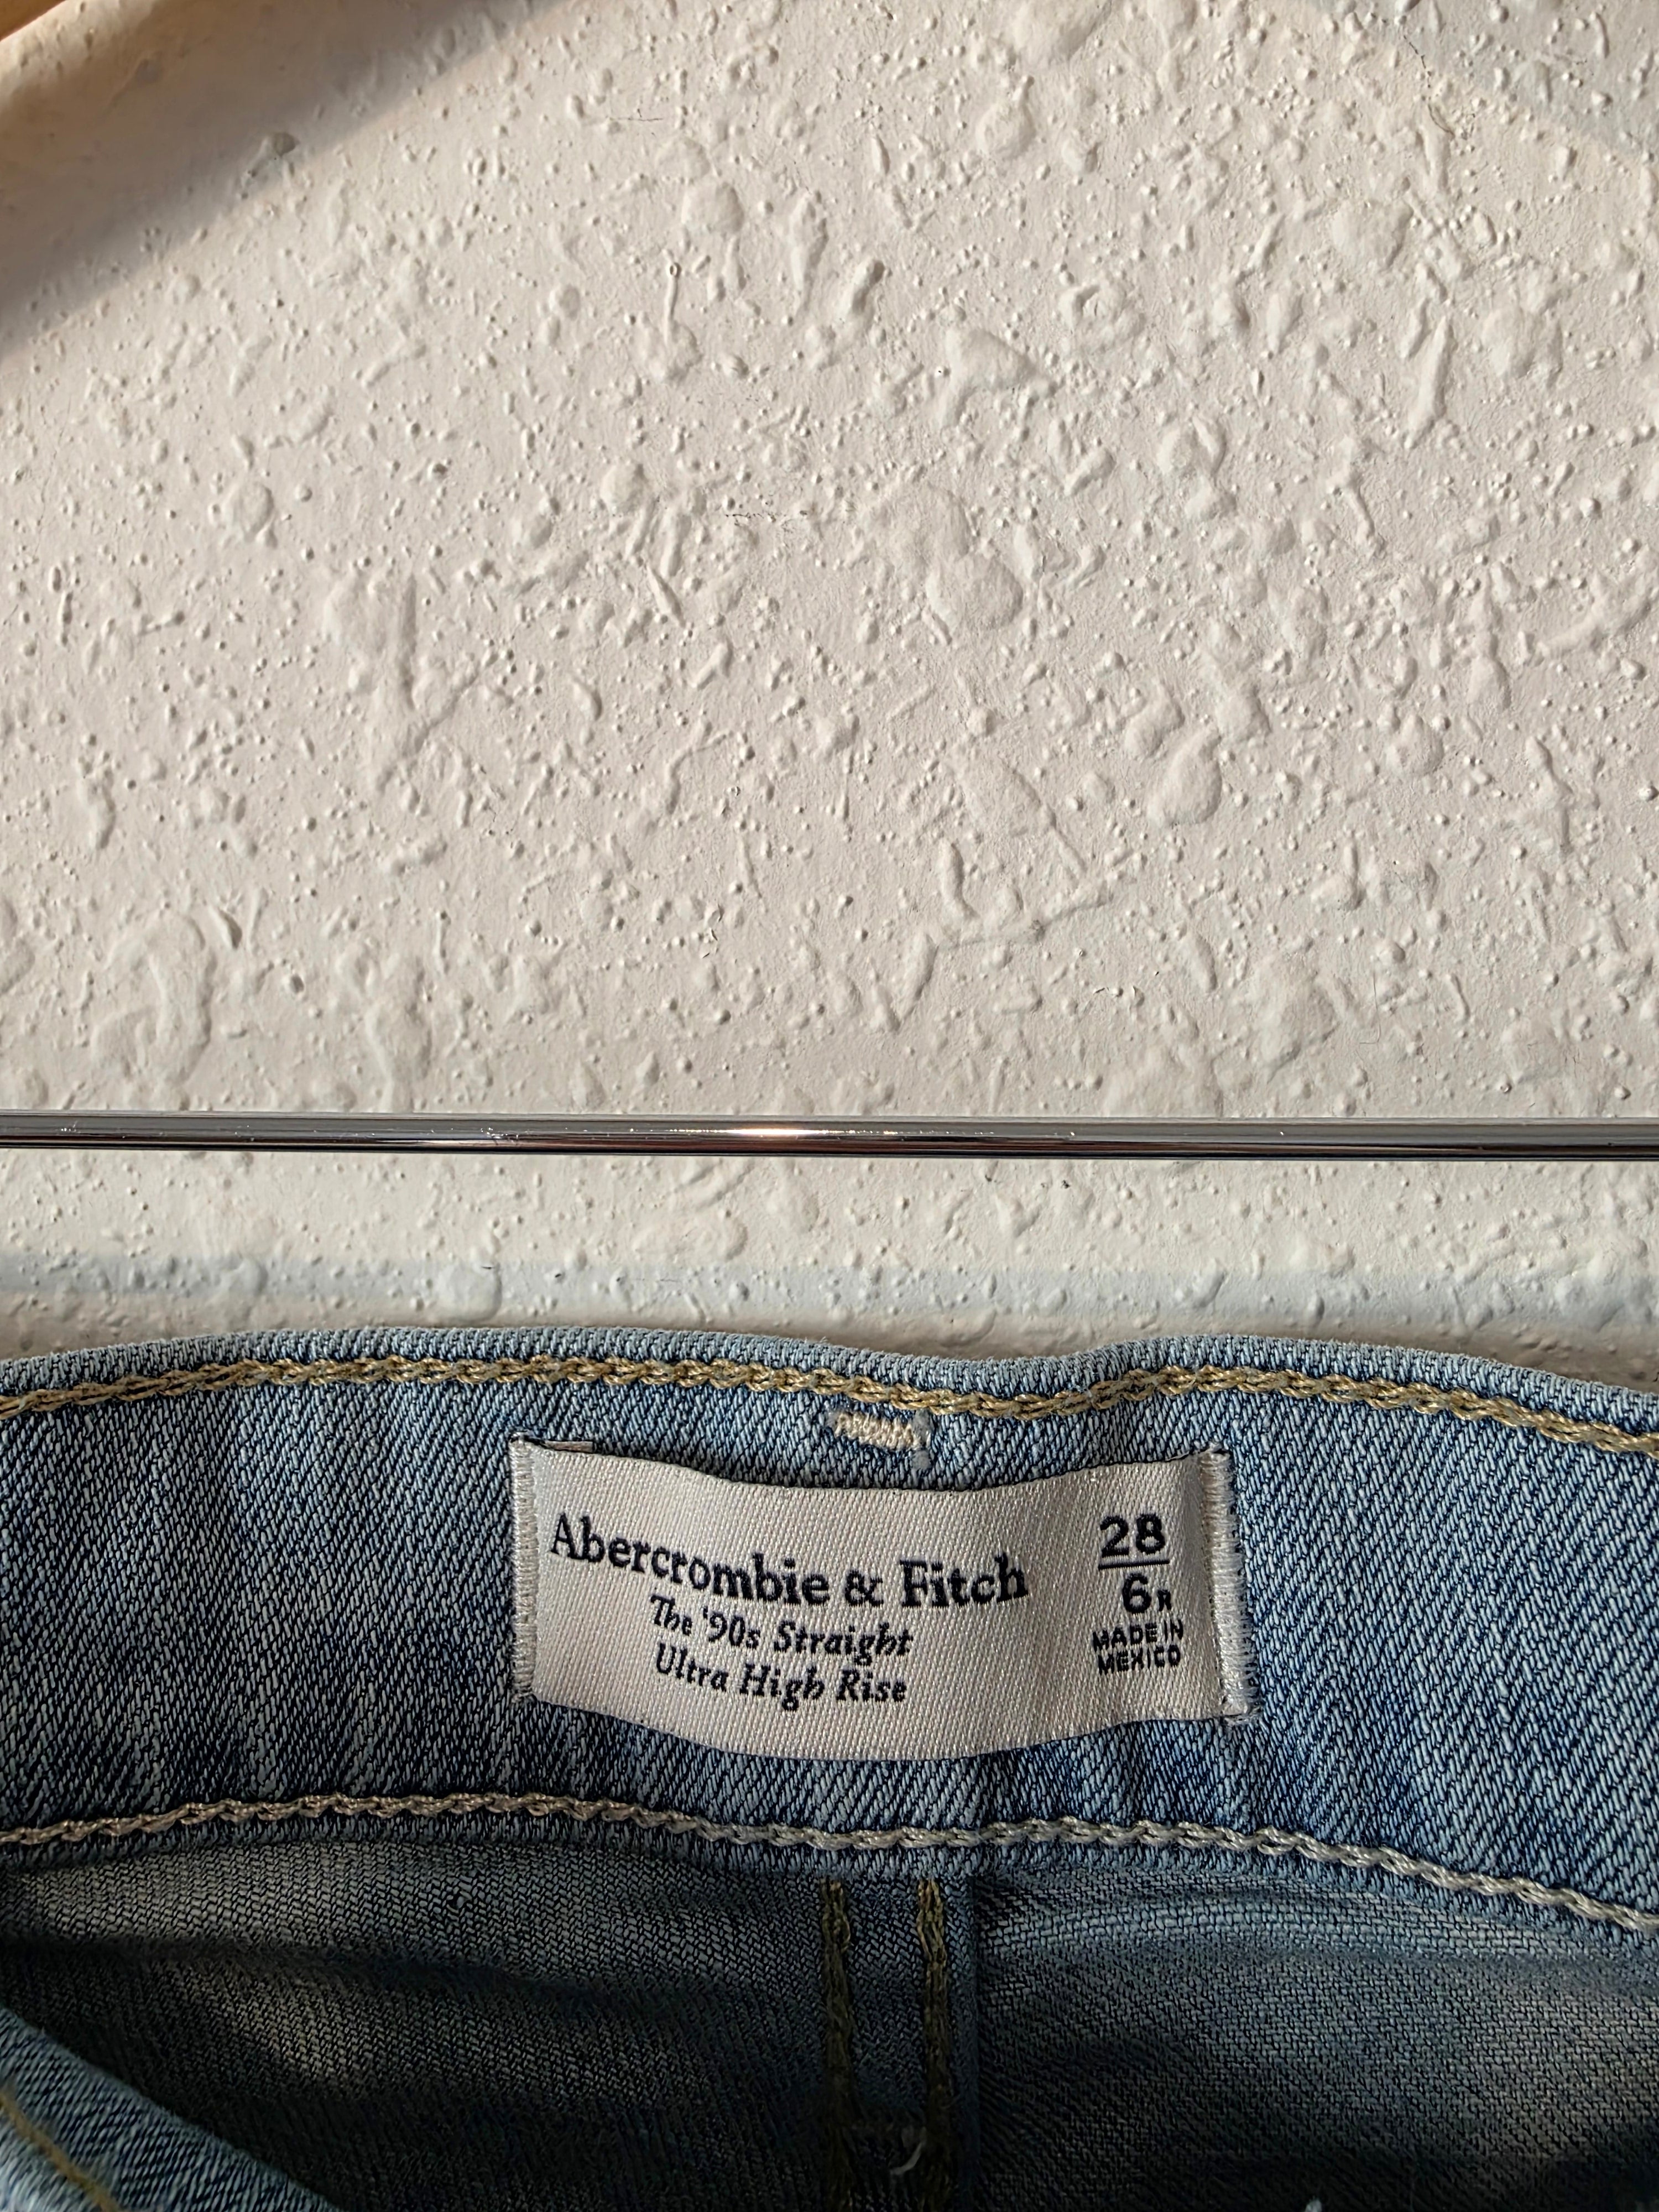 Abercrombie & Fitch
The '90s Straight
Ultra High Rise
28
6R
MADE IN
MEXICO